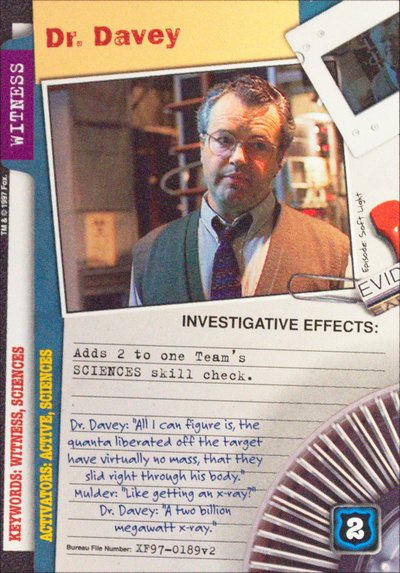 Dr. Davey
WITNESS
TM & © 1997 Fox.
Episode: Soft Light
EVID
INVESTIGATIVE EFFECTS:
Adds 2 to one Team's
SCIENCES skill check.
KEYWORDS: WITNESS, SCIENCES
ACTIVATORS: ACTIVE, SCIENCES
Dr. Davey: "All I can figure is, the
quanta liberated off the target
have virtually no mass, that they
slid right through his body."
Mulder: "Like getting an x-ray?"
Dr. Davey: "A two billion
megawatt x-ray."
2
Bureau File Number: XF97-0189v2